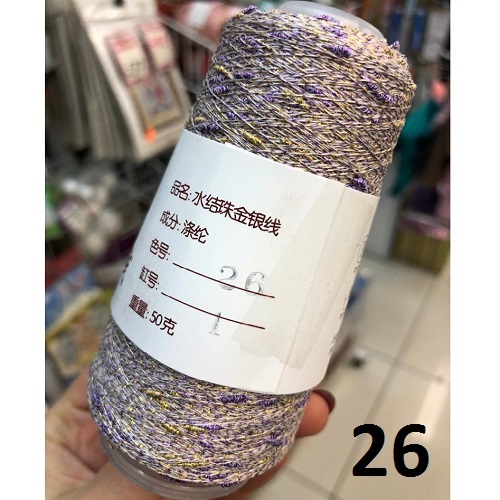 品名: 水结珠金银线
成分: 涤纶
色号: 26
缸号: 1
重量: 50克
26